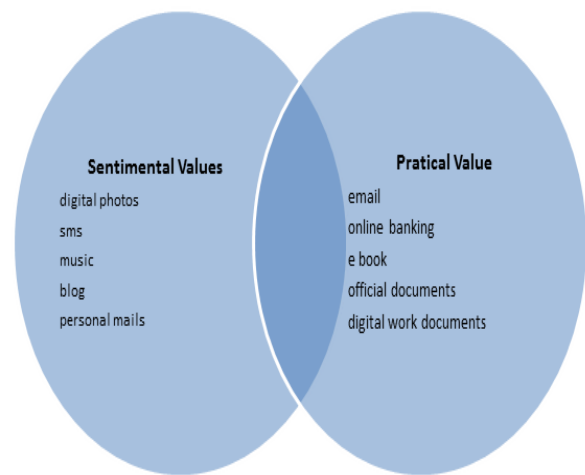 Sentimental Values
digital photos
sms
music
blog
personal mails
Pratical Value
email
online banking
e book
official documents
digital work documents